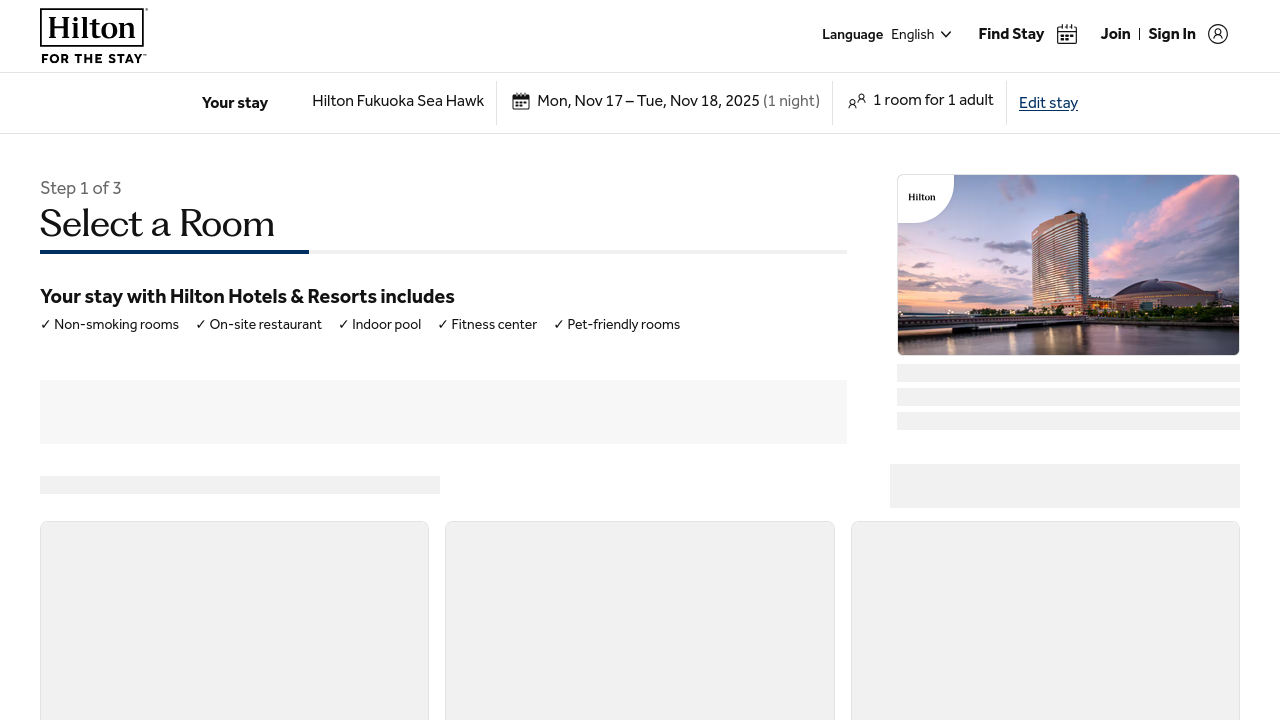 Hilton
FOR THE STAY
Language English
Find Stay
Join | Sign In
Your stay
Hilton Fukuoka Sea Hawk
Mon, Nov 17 – Tue, Nov 18, 2025 (1 night)
1 room for 1 adult
Edit stay
Step 1 of 3
Select a Room
Your stay with Hilton Hotels & Resorts includes
✓ Non-smoking rooms ✓ On-site restaurant ✓ Indoor pool ✓ Fitness center ✓ Pet-friendly rooms
Hilton